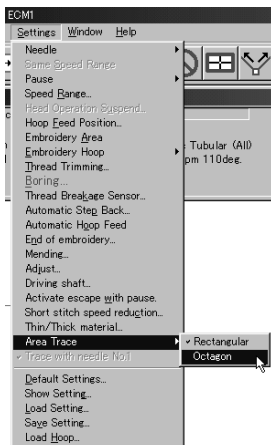 ECM1
Settings Window Help
Needle
Same Speed Range
Pause
Speed Range...
Head Operation Suspend...
Hoop Feed Position...
Embroidery Area
Embroidery Hoop
Tubular (All)
Thread Trimming...
pm 110deg.
Boring...
Thread Breakage Sensor...
Automatic Step Back...
Automatic Hoop Feed
End of embroidery...
Mending...
Adjust...
Driving shaft...
Activate escape with pause.
Short stitch speed reduction...
Thin/Thick material...
Area Trace
Rectangular
Trace with needle No.1
Octagon
Default Settings...
Show Setting...
Load Setting...
Save Setting...
Load Hoop...